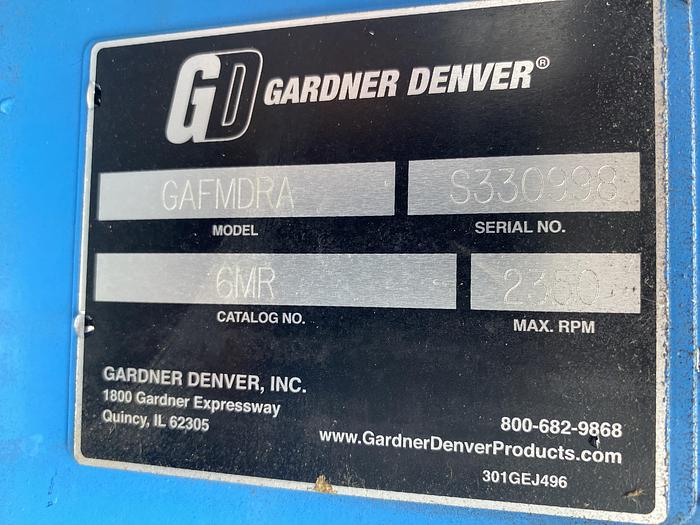 GD GARDNER DENVER®
GAFMDRA S330998
MODEL SERIAL NO.
6MR 2350
CATALOG NO. MAX. RPM
GARDNER DENVER, INC.
1800 Gardner Expressway
Quincy, IL 62305
800-682-9868
www.GardnerDenverProducts.com
301GEJ496